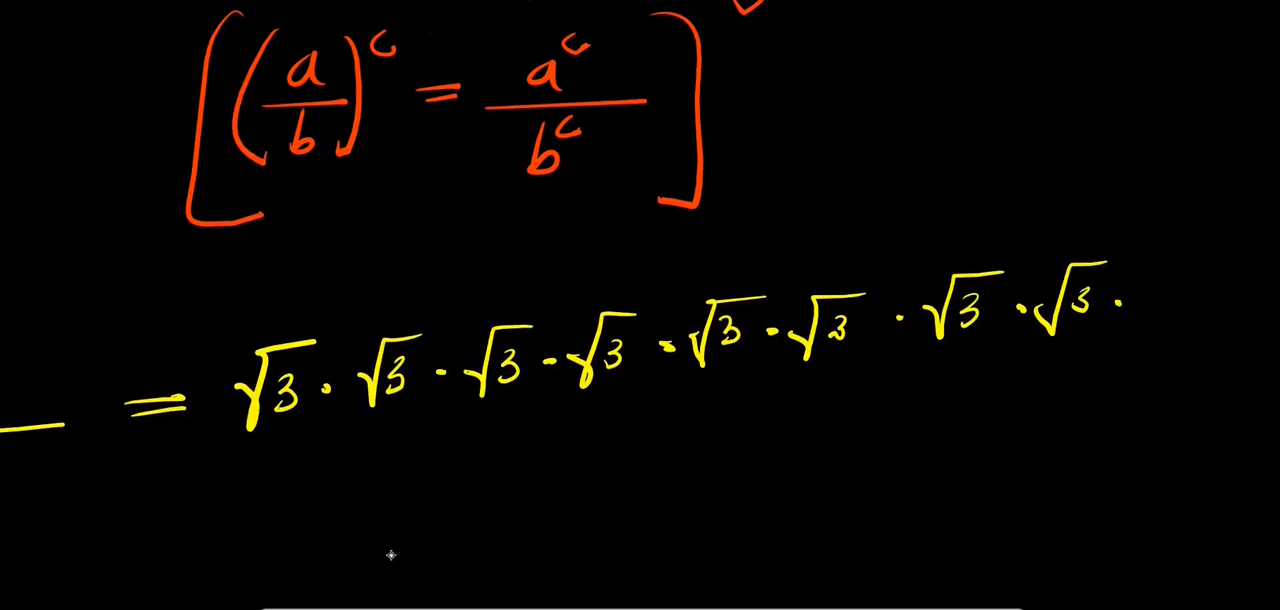 [(a/b)^c = a^c/b^c]
= √3 · √3 · √3 · √3 · √3 · √3 · √3 · √3 ·